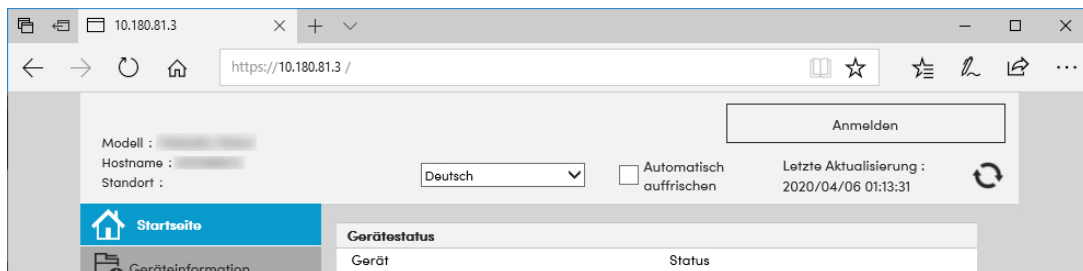 10.180.81.3
https://10.180.81.3 /
Anmelden
Modell :
Hostname :
Standort :
Deutsch
Automatisch
auffrischen
Letzte Aktualisierung :
2020/04/06 01:13:31
Startseite
Gerätestatus
Geräteinformation
Gerät Status